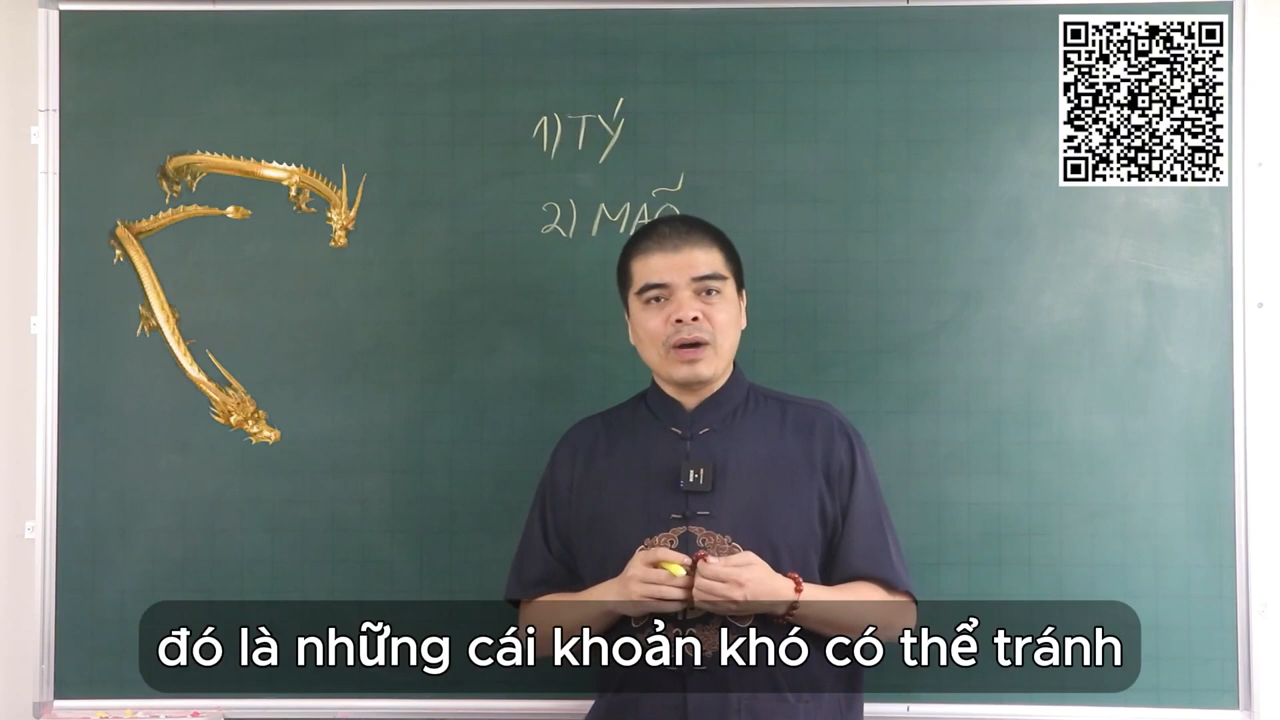 1) TÝ
2) MÃO
đó là những cái khoản khó có thể tránh